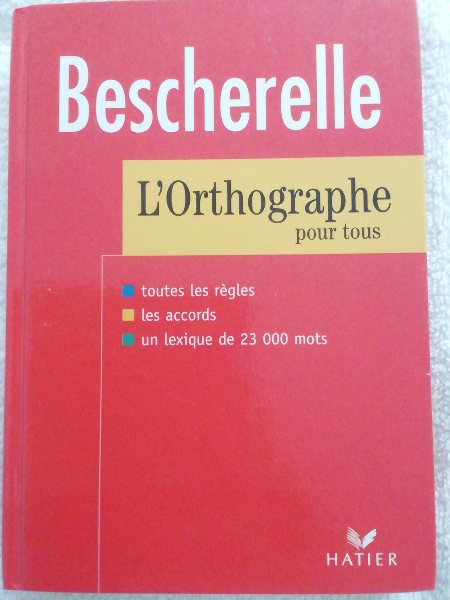 Bescherelle
L'Orthographe
pour tous
toutes les règles
les accords
un lexique de 23 000 mots
HATIER